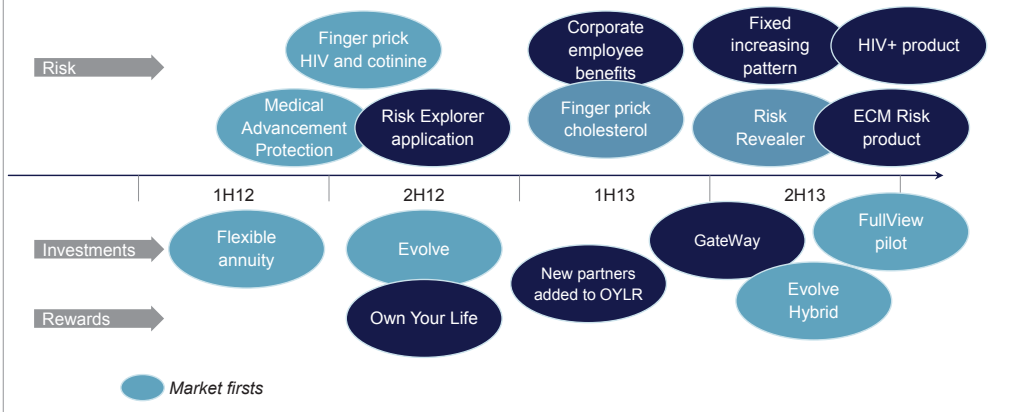 Risk
Finger prick
HIV and cotinine
Medical
Advancement
Protection
Risk Explorer
application
Corporate
employee
benefits
Finger prick
cholesterol
Fixed
increasing
pattern
HIV+ product
Risk
Revealer
ECM Risk
product
1H12
2H12
1H13
2H13
Investments
Flexible
annuity
Evolve
New partners
added to OYLR
GateWay
FullView
pilot
Evolve
Hybrid
Rewards
Own Your Life
Market firsts